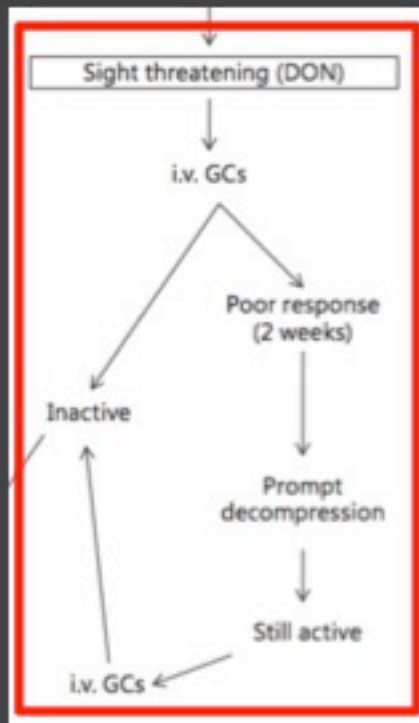 Sight threatening (DON)
i.v. GCs
Poor response
(2 weeks)
Inactive
Prompt
decompression
Still active
i.v. GCs